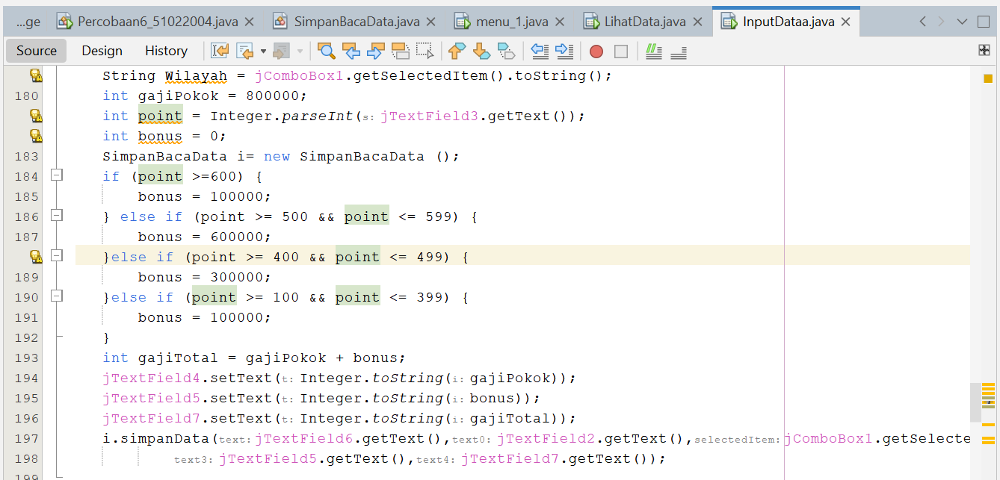 ...ge Percobaan6_51022004.java × SimpanBacaData.java × menu_1.java × LihatData.java × InputDataa.java ×
Source Design History
String Wilayah = jComboBox1.getSelectedItem().toString();
180 int gajiPokok = 800000;
int point = Integer.parseInt(s: jTextField3.getText());
int bonus = 0;
183 SimpanBacaData i= new SimpanBacaData ();
184 if (point >=600) {
185 bonus = 100000;
186 } else if (point >= 500 && point <= 599) {
187 bonus = 600000;
}else if (point >= 400 && point <= 499) {
189 bonus = 300000;
190 }else if (point >= 100 && point <= 399) {
191 bonus = 100000;
192 }
193 int gajiTotal = gajiPokok + bonus;
194 jTextField4.setText(t: Integer.toString(i: gajiPokok));
195 jTextField5.setText(t: Integer.toString(i: bonus));
196 jTextField7.setText(t: Integer.toString(i: gajiTotal));
197 i.simpanData(text: jTextField6.getText(),text0: jTextField2.getText(),selectedItem: jComboBox1.getSelecte
198 text3: jTextField5.getText(),text4: jTextField7.getText());
199